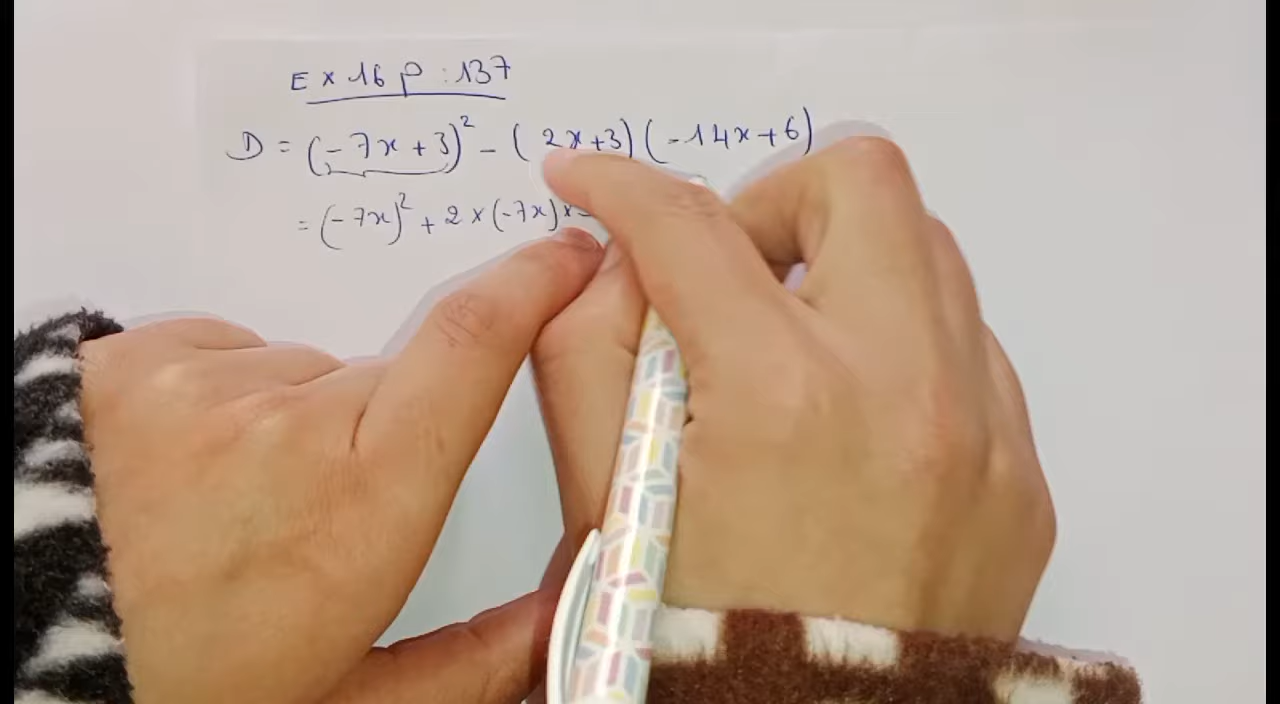 Ex 16 p : 137
D = (-7x+3)² - (2x+3)(-14x+6)
= (-7x)² + 2 × (-7x) ×